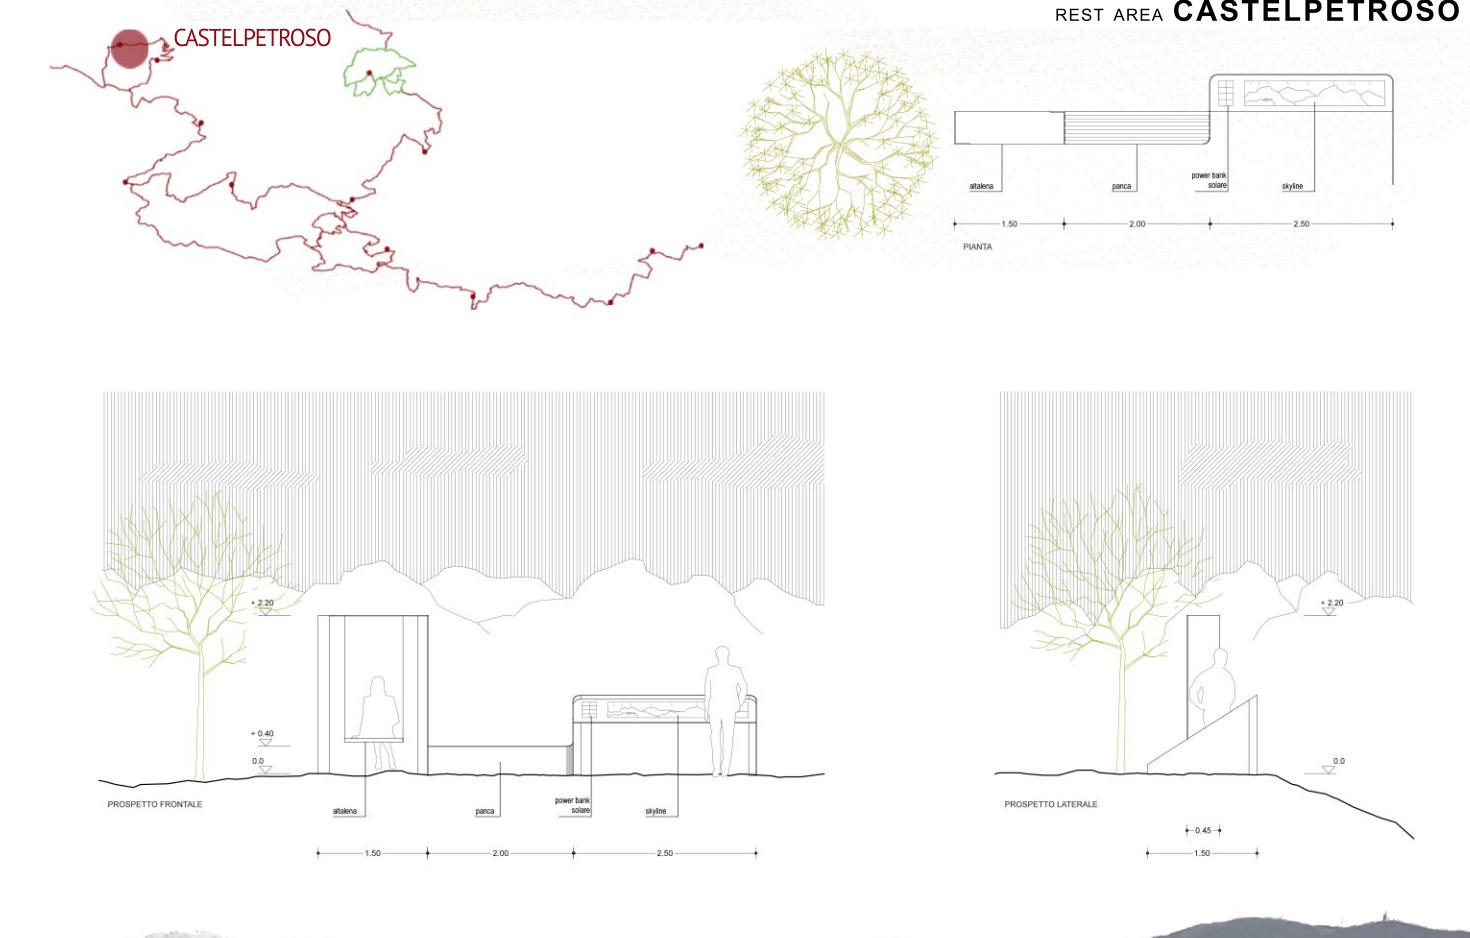 REST AREA CASTELPETROSO
CASTELPETROSO
altalena
panca
power bank
solare
skyline
1.50
2.00
2.50
PIANTA
+ 2.20
+ 0.40
0.0
PROSPETTO FRONTALE
altalena
panca
power bank
solare
skyline
1.50
2.00
2.50
+ 2.20
0.0
PROSPETTO LATERALE
0.45
1.50